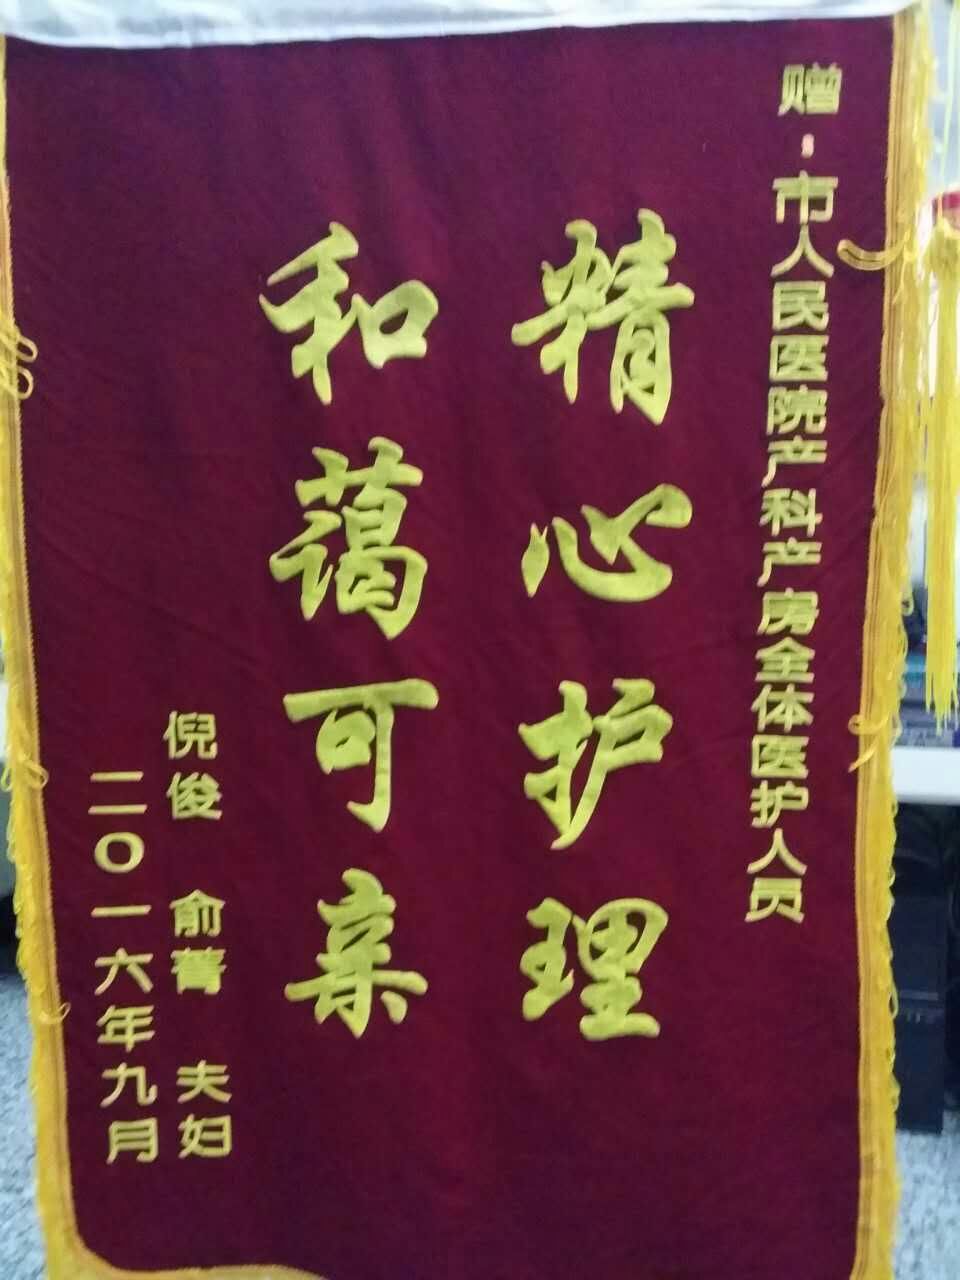 赠：市人民医院产科产房全体医护人员
精心护理
和蔼可亲
倪俊 俞菁 夫妇
二〇一六年九月